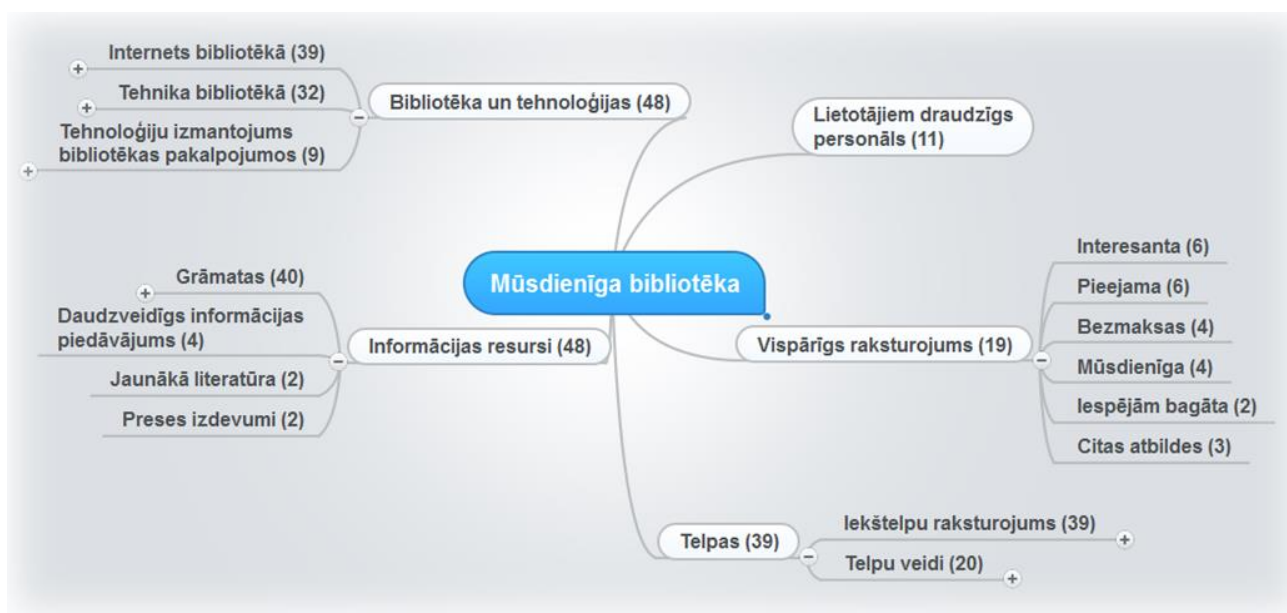 Mūsdienīga bibliotēka
Bibliotēka un tehnoloģijas (48)
Internets bibliotēkā (39)
Tehnika bibliotēkā (32)
Tehnoloģiju izmantojums
bibliotēkas pakalpojumos (9)
Informācijas resursi (48)
Grāmatas (40)
Daudzveidīgs informācijas
piedāvājums (4)
Jaunākā literatūra (2)
Preses izdevumi (2)
Lietotājiem draudzīgs
personāls (11)
Vispārīgs raksturojums (19)
Interesanta (6)
Pieejama (6)
Bezmaksas (4)
Mūsdienīga (4)
Iespējām bagāta (2)
Citas atbildes (3)
Telpas (39)
Iekštelpu raksturojums (39)
Telpu veidi (20)